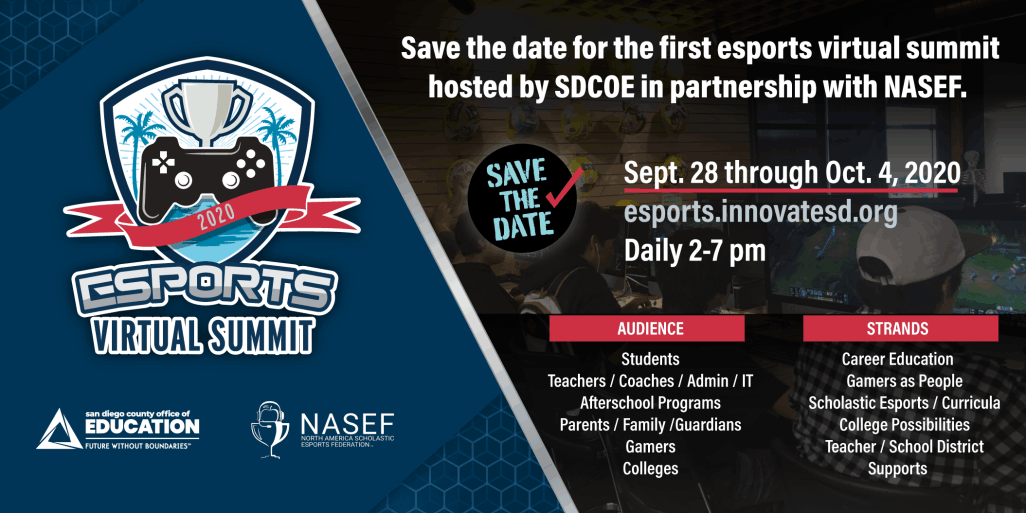 2020
ESPORTS
VIRTUAL SUMMIT
san diego county office of
EDUCATION
FUTURE WITHOUT BOUNDARIES™
NASEF
NORTH AMERICA SCHOLASTIC
ESPORTS FEDERATION™
Save the date for the first esports virtual summit
hosted by SDCOE in partnership with NASEF.
SAVE
THE
DATE
Sept. 28 through Oct. 4, 2020
esports.innovatesd.org
Daily 2-7 pm
AUDIENCE
Students
Teachers / Coaches / Admin / IT
Afterschool Programs
Parents / Family /Guardians
Gamers
Colleges
STRANDS
Career Education
Gamers as People
Scholastic Esports / Curricula
College Possibilities
Teacher / School District
Supports